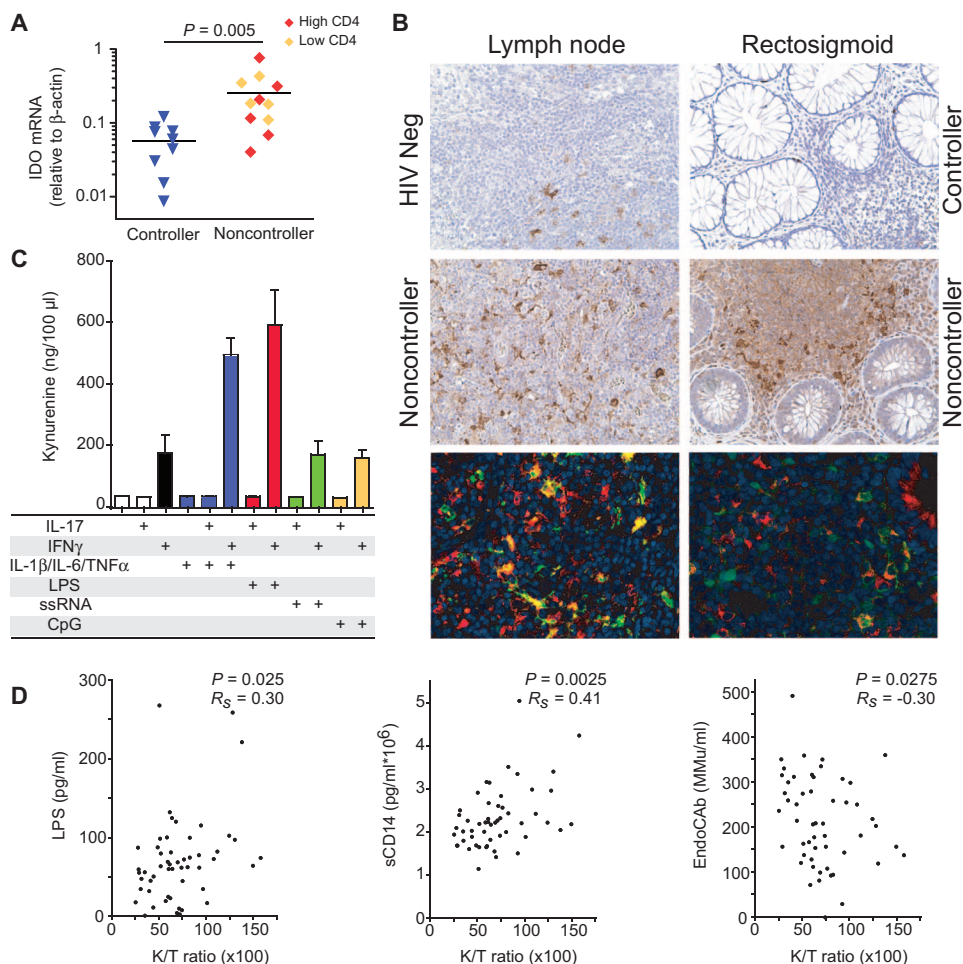 A
P = 0.005
High CD4
Low CD4
IDO mRNA
(relative to β-actin)
1
0.1
0.01
Controller
Noncontroller
B
Lymph node
Rectosigmoid
HIV Neg
Controller
Noncontroller
Noncontroller
C
Kynurenine (ng/100 µl)
800
600
400
200
0
IL-17 + + + + +
IFNγ + + + + +
IL-1β/IL-6/TNFα + + +
LPS + +
ssRNA + +
CpG + +
D
P = 0.025
RS = 0.30
LPS (pg/ml)
300
200
100
0
0 50 100 150
K/T ratio (x100)
P = 0.0025
RS = 0.41
sCD14 (pg/ml*10⁶)
5
4
3
2
1
0
0 50 100 150
K/T ratio (x100)
P = 0.0275
RS = -0.30
EndoCAb (MMu/ml)
500
400
300
200
100
0
0 50 100 150
K/T ratio (x100)